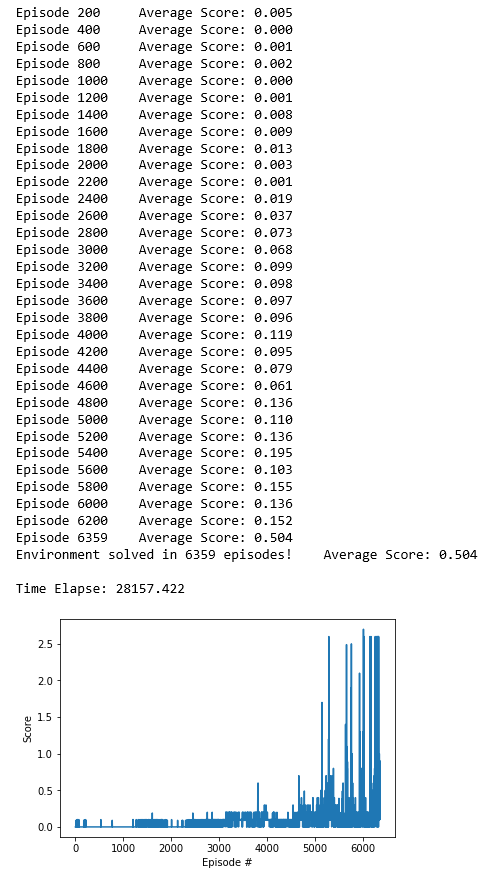 Episode 200 Average Score: 0.005
Episode 400 Average Score: 0.000
Episode 600 Average Score: 0.001
Episode 800 Average Score: 0.002
Episode 1000 Average Score: 0.000
Episode 1200 Average Score: 0.001
Episode 1400 Average Score: 0.008
Episode 1600 Average Score: 0.009
Episode 1800 Average Score: 0.013
Episode 2000 Average Score: 0.003
Episode 2200 Average Score: 0.001
Episode 2400 Average Score: 0.019
Episode 2600 Average Score: 0.037
Episode 2800 Average Score: 0.073
Episode 3000 Average Score: 0.068
Episode 3200 Average Score: 0.099
Episode 3400 Average Score: 0.098
Episode 3600 Average Score: 0.097
Episode 3800 Average Score: 0.096
Episode 4000 Average Score: 0.119
Episode 4200 Average Score: 0.095
Episode 4400 Average Score: 0.079
Episode 4600 Average Score: 0.061
Episode 4800 Average Score: 0.136
Episode 5000 Average Score: 0.110
Episode 5200 Average Score: 0.136
Episode 5400 Average Score: 0.195
Episode 5600 Average Score: 0.103
Episode 5800 Average Score: 0.155
Episode 6000 Average Score: 0.136
Episode 6200 Average Score: 0.152
Episode 6359 Average Score: 0.504
Environment solved in 6359 episodes! Average Score: 0.504
Time Elapse: 28157.422
2.5
2.0
1.5
1.0
0.5
0.0
Score
0 1000 2000 3000 4000 5000 6000
Episode #